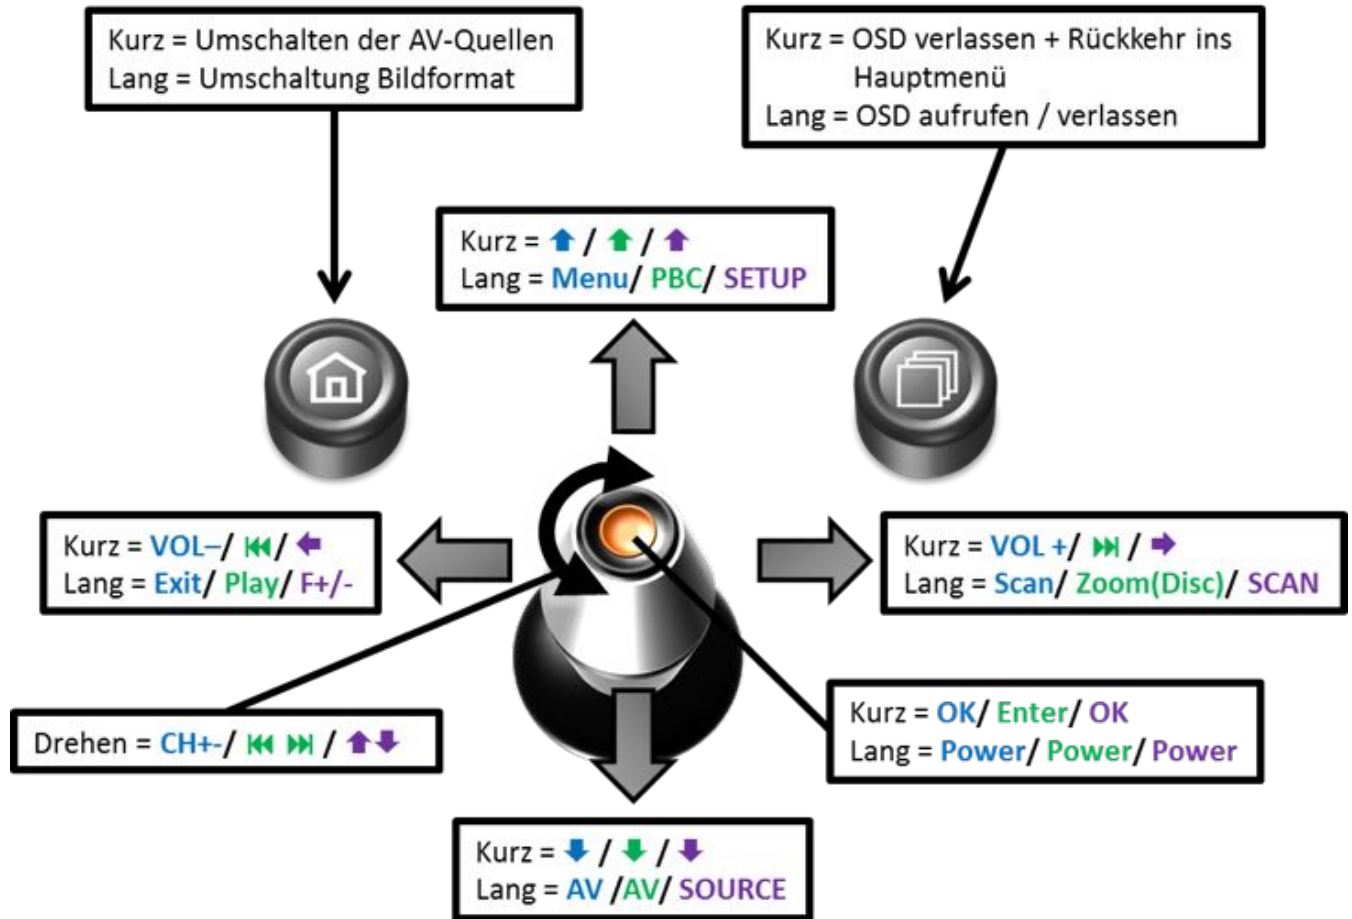 Kurz = Umschalten der AV-Quellen
Lang = Umschaltung Bildformat
Kurz = OSD verlassen + Rückkehr ins
Hauptmenü
Lang = OSD aufrufen / verlassen
Kurz = ⬆ / ⬆ / ⬆
Lang = Menu/ PBC/ SETUP
Kurz = VOL–/ ⏮/ ⬅
Lang = Exit/ Play/ F+/-
Kurz = VOL +/ ⏭ / ➡
Lang = Scan/ Zoom(Disc)/ SCAN
Drehen = CH+-/ ⏮ ⏭ / ⬆⬇
Kurz = OK/ Enter/ OK
Lang = Power/ Power/ Power
Kurz = ⬇ / ⬇ / ⬇
Lang = AV /AV/ SOURCE